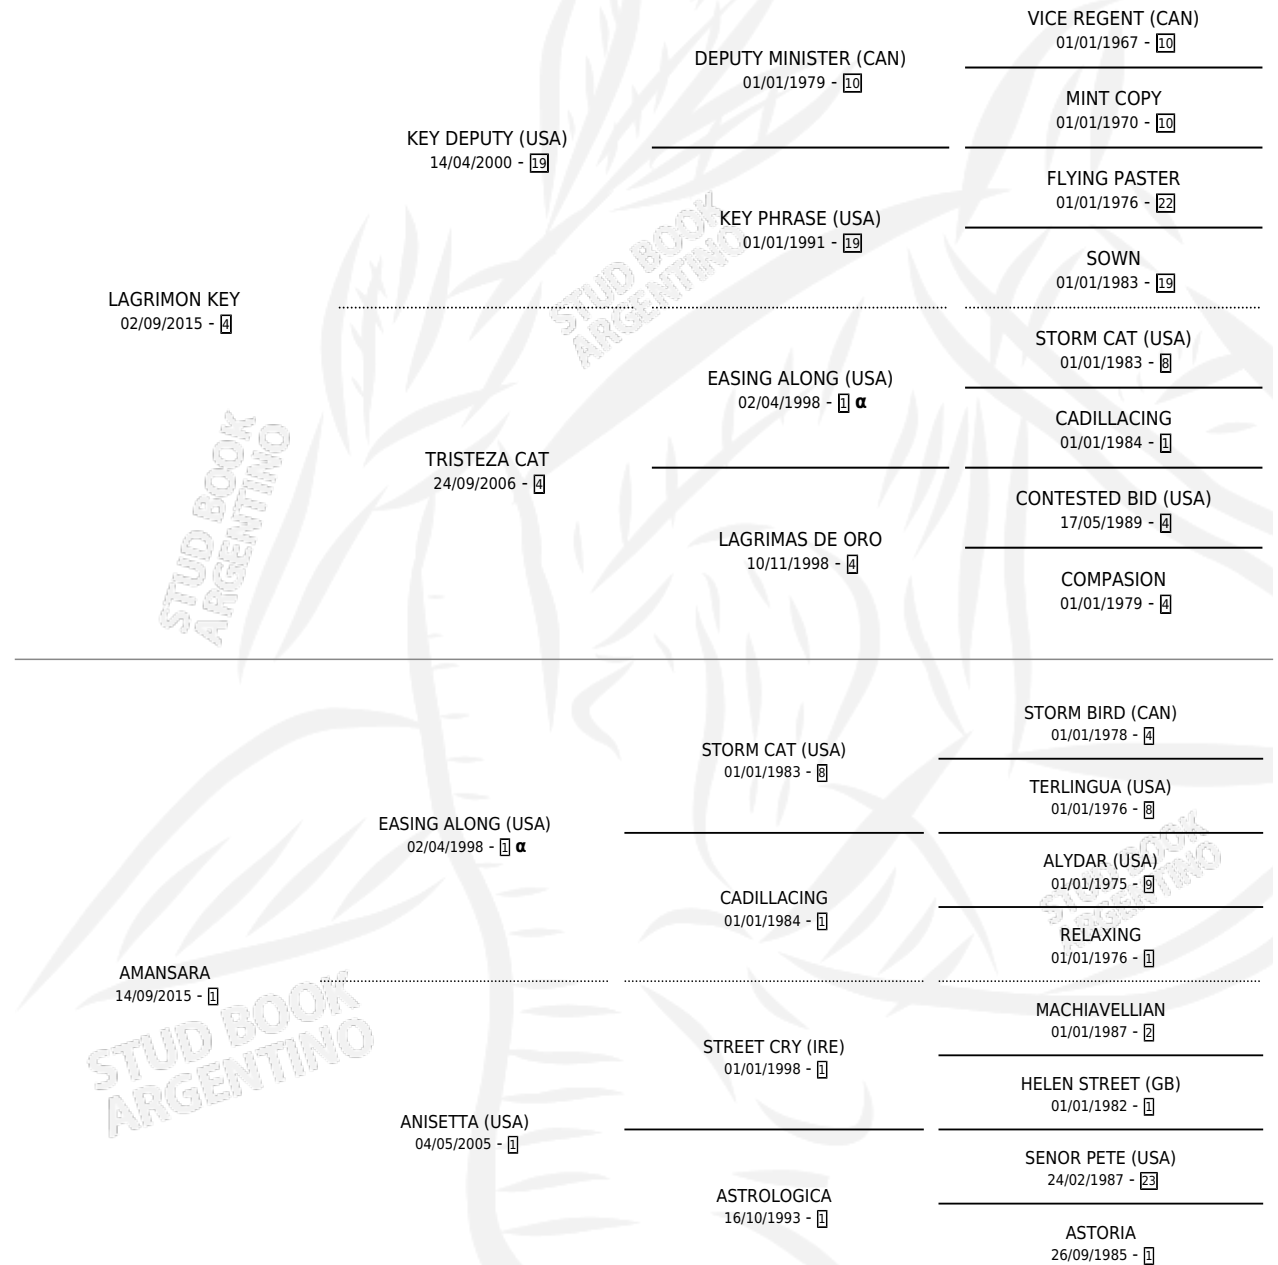 VICE REGENT (CAN)
01/01/1967 - 10
DEPUTY MINISTER (CAN)
01/01/1979 - 10
MINT COPY
01/01/1970 - 10
KEY DEPUTY (USA)
14/04/2000 - 19
FLYING PASTER
01/01/1976 - 22
KEY PHRASE (USA)
01/01/1991 - 19
SOWN
01/01/1983 - 19
LAGRIMON KEY
02/09/2015 - 4
STORM CAT (USA)
01/01/1983 - 8
EASING ALONG (USA)
02/04/1998 - 1 α
CADILLACING
01/01/1984 - 1
TRISTEZA CAT
24/09/2006 - 4
CONTESTED BID (USA)
17/05/1989 - 4
LAGRIMAS DE ORO
10/11/1998 - 4
COMPASION
01/01/1979 - 4
STORM BIRD (CAN)
01/01/1978 - 4
STORM CAT (USA)
01/01/1983 - 8
TERLINGUA (USA)
01/01/1976 - 8
EASING ALONG (USA)
02/04/1998 - 1 α
ALYDAR (USA)
01/01/1975 - 9
CADILLACING
01/01/1984 - 1
RELAXING
01/01/1976 - 1
AMANSARA
14/09/2015 - 1
MACHIAVELLIAN
01/01/1987 - 2
STREET CRY (IRE)
01/01/1998 - 1
HELEN STREET (GB)
01/01/1982 - 1
ANISETTA (USA)
04/05/2005 - 1
SENOR PETE (USA)
24/02/1987 - 23
ASTROLOGICA
16/10/1993 - 1
ASTORIA
26/09/1985 - 1
STUD BOOK
ARGENTINO
STUD BOOK
ARGENTINO
STUD BOOK
ARGENTINO
STUD BOOK
ARGENTINO